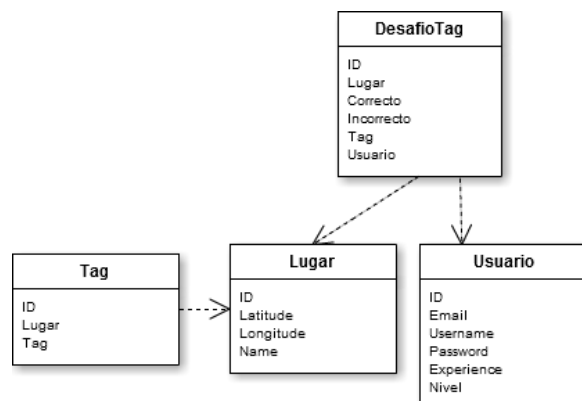 DesafioTag
ID
Lugar
Correcto
Incorrecto
Tag
Usuario
Tag
ID
Lugar
Tag
Lugar
ID
Latitude
Longitude
Name
Usuario
ID
Email
Username
Password
Experience
Nivel